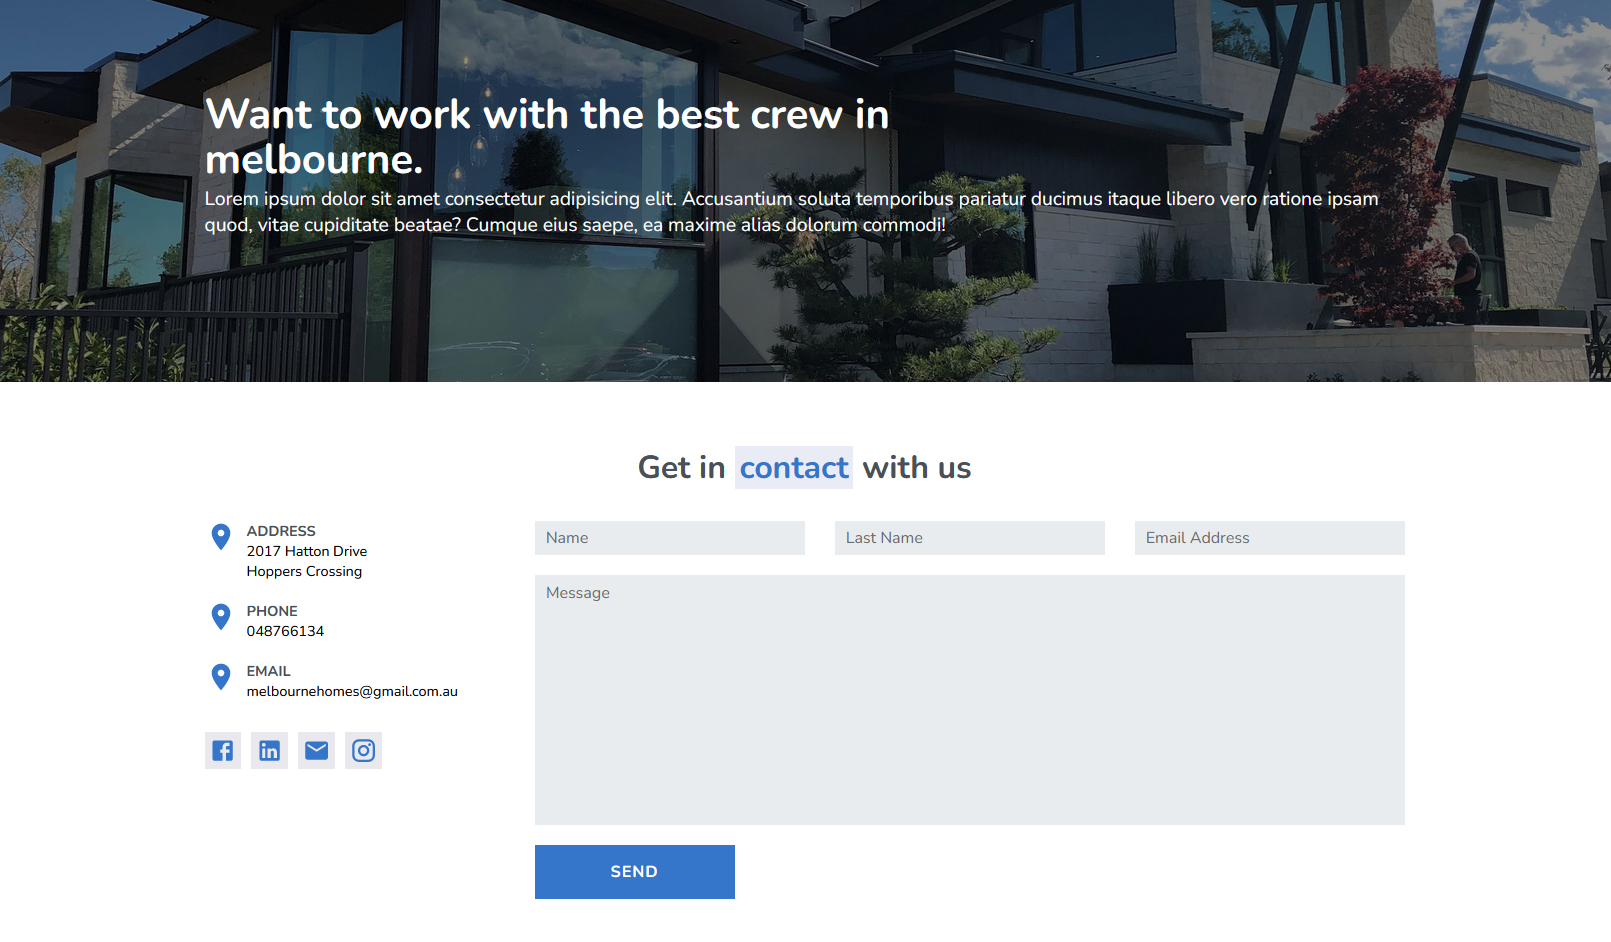 Want to work with the best crew in
melbourne.
Lorem ipsum dolor sit amet consectetur adipisicing elit. Accusantium soluta temporibus pariatur ducimus itaque libero vero ratione ipsam
quod, vitae cupiditate beatae? Cumque eius saepe, ea maxime alias dolorum commodi!
Get in contact with us
ADDRESS
2017 Hatton Drive
Hoppers Crossing
PHONE
048766134
EMAIL
melbournehomes@gmail.com.au
Name
Last Name
Email Address
Message
SEND